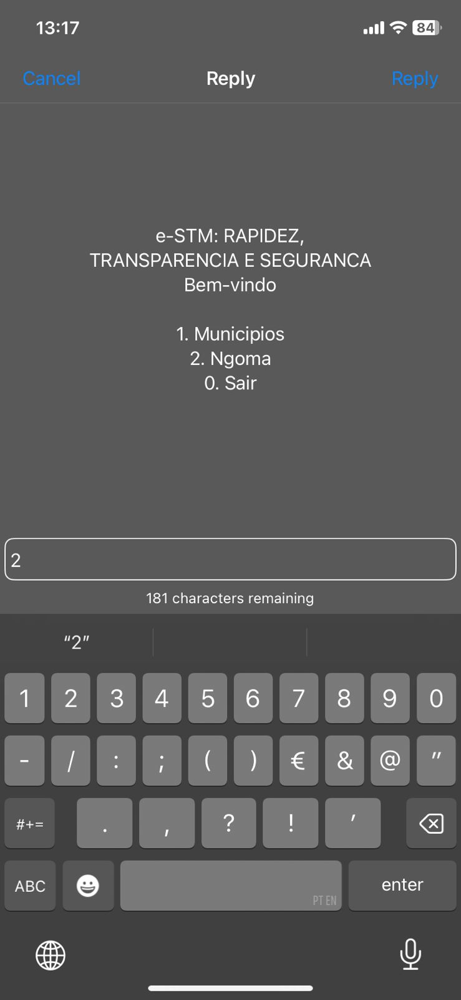 13:17
84
Cancel Reply Reply
e-STM: RAPIDEZ,
TRANSPARENCIA E SEGURANCA
Bem-vindo
1. Municipios
2. Ngoma
0. Sair
2
181 characters remaining
“2”
1 2 3 4 5 6 7 8 9 0
- / : ; ( ) € & @ "
#+= . , ? ! '
ABC PT EN enter